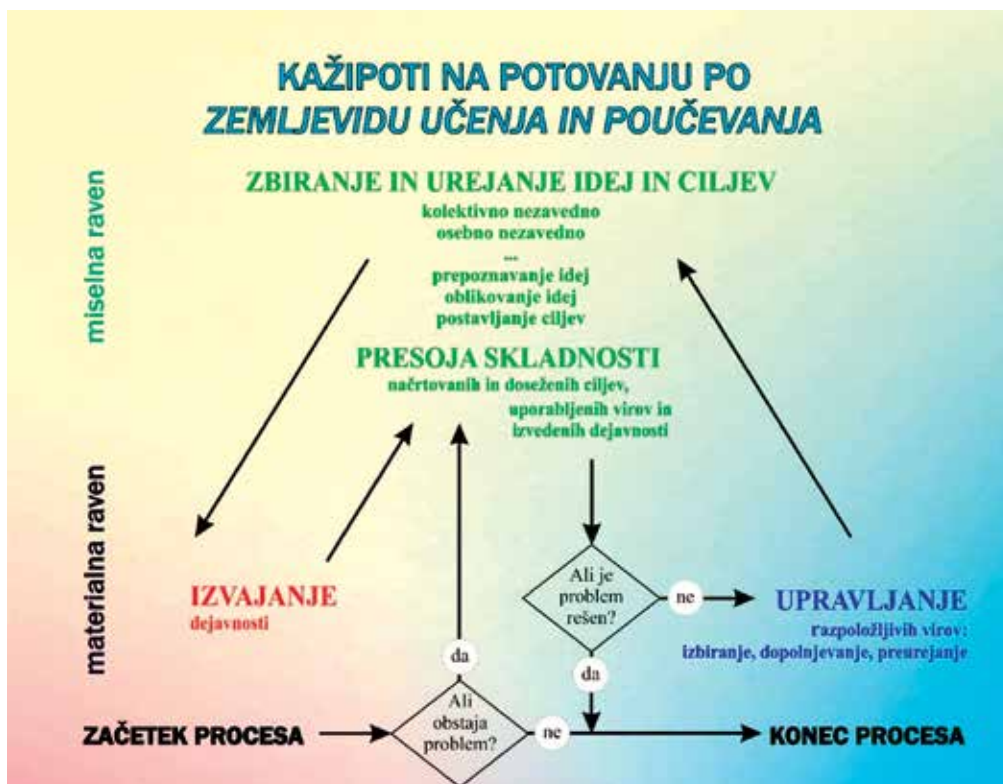 KAŽIPOTI NA POTOVANJU PO
ZEMLJEVIDU UČENJA IN POUČEVANJA
miselna raven
ZBIRANJE IN UREJANJE IDEJ IN CILJEV
kolektivno nezavedno
osebno nezavedno
...
prepoznavanje idej
oblikovanje idej
postavljanje ciljev
PRESOJA SKLADNOSTI
načrtovanih in doseženih ciljev,
uporabljenih virov in
izvedenih dejavnosti
materialna raven
IZVAJANJE
dejavnosti
Ali je
problem
rešen?
ne
UPRAVLJANJE
razpoložljivih virov:
izbiranje, dopolnjevanje, preurejanje
da
da
ZAČETEK PROCESA
Ali
obstaja
problem?
ne
KONEC PROCESA